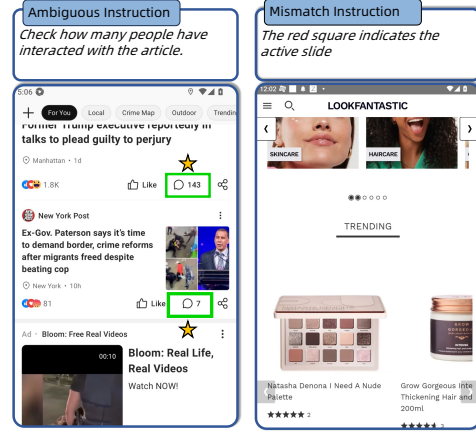 Ambiguous Instruction
Check how many people have
interacted with the article.
5:06
For You
Local
Crime Map
Outdoor
Trendin
Former Trump executive reportedly in
talks to plead guilty to perjury
Manhattan • 1d
1.8K
Like
143
New York Post
Ex-Gov. Paterson says it's time
to demand border, crime reforms
after migrants freed despite
beating cop
New York • 10h
81
Like
7
Ad • Bloom: Free Real Videos
00:10
Bloom: Real Life,
Real Videos
Watch NOW!
Mismatch Instruction
The red square indicates the
active slide
12:02
LOOKFANTASTIC
SKINCARE
HAIRCARE
TRENDING
Natasha Denona I Need A Nude
Palette
★★★★★ 2
Grow Gorgeous Inte
Thickening Hair and
200ml
★★★★★ 3